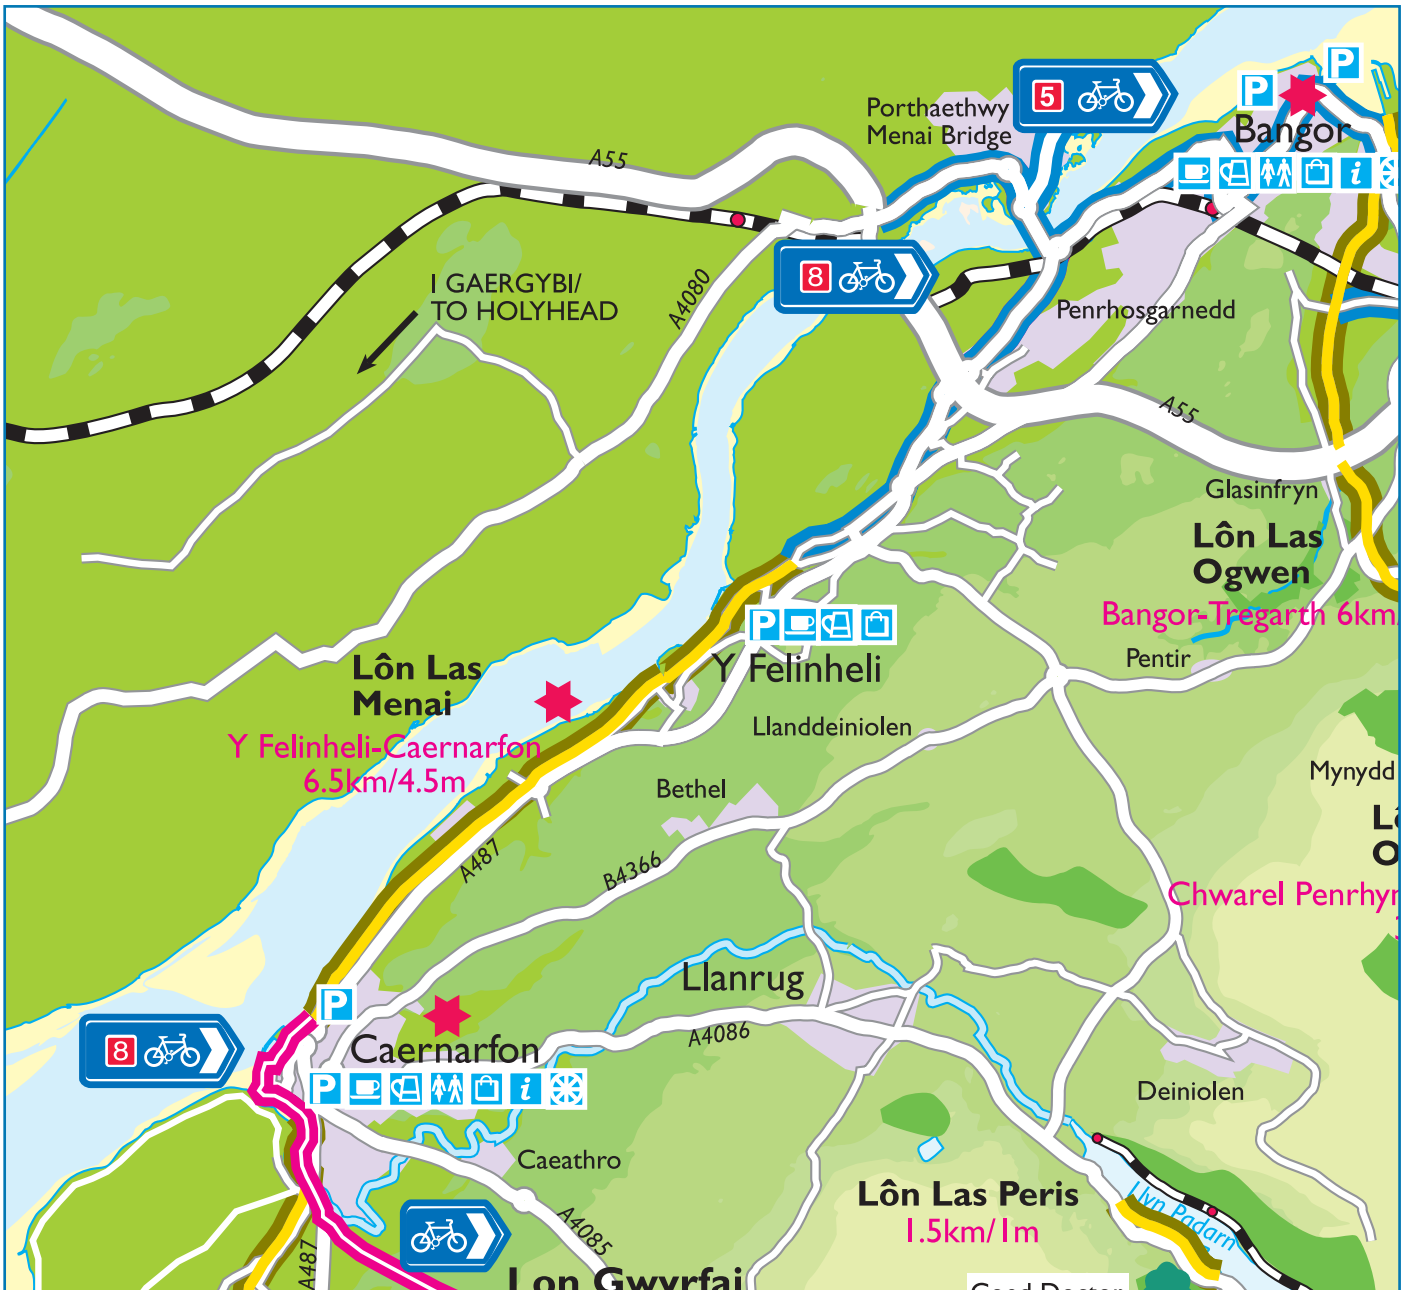 P
5
P
Porthaethwy
Menai Bridge
Bangor
i
A55
8
I GAERGYBI/
TO HOLYHEAD
A4080
Penrhosgarnedd
A55
Glasinfryn
Lôn Las
Ogwen
Bangor-Tregarth 6km
P
Y Felinheli
Pentir
Lôn Las
Menai
Y Felinheli-Caernarfon
6.5km/4.5m
Llanddeiniolen
Bethel
Mynydd
A487
B4366
Chwarel Penrhyn
Llanrug
P
A4086
8
Caernarfon
P i
Deiniolen
Caeathro
Lôn Las Peris
1.5km/1m
Llyn Padarn
A4085
A487
Lon Gwyrfai